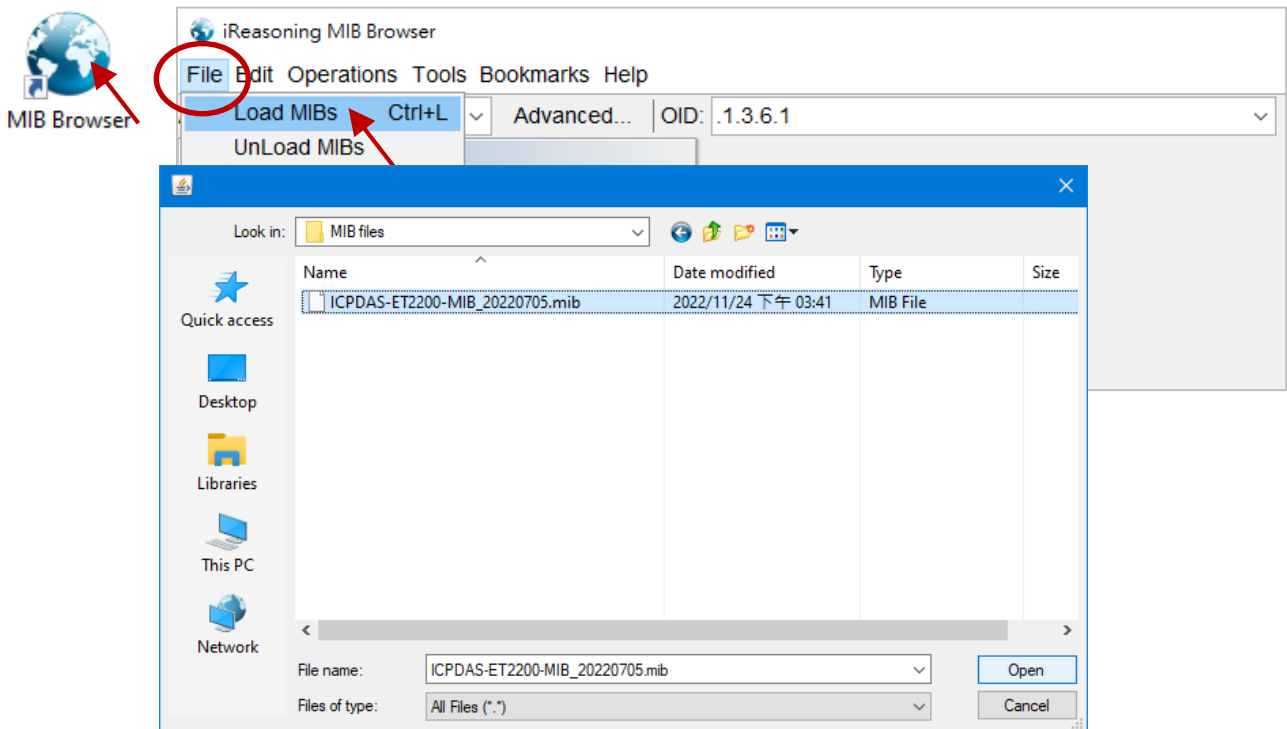 MIB Browser
iReasoning MIB Browser
File Edit Operations Tools Bookmarks Help
Load MIBs Ctrl+L
Advanced... OID: .1.3.6.1
UnLoad MIBs
Look in: MIB files
Name Date modified Type Size
ICPDAS-ET2200-MIB_20220705.mib 2022/11/24 下午 03:41 MIB File
Quick access
Desktop
Libraries
This PC
Network
File name: ICPDAS-ET2200-MIB_20220705.mib Open
Files of type: All Files (*.*) Cancel